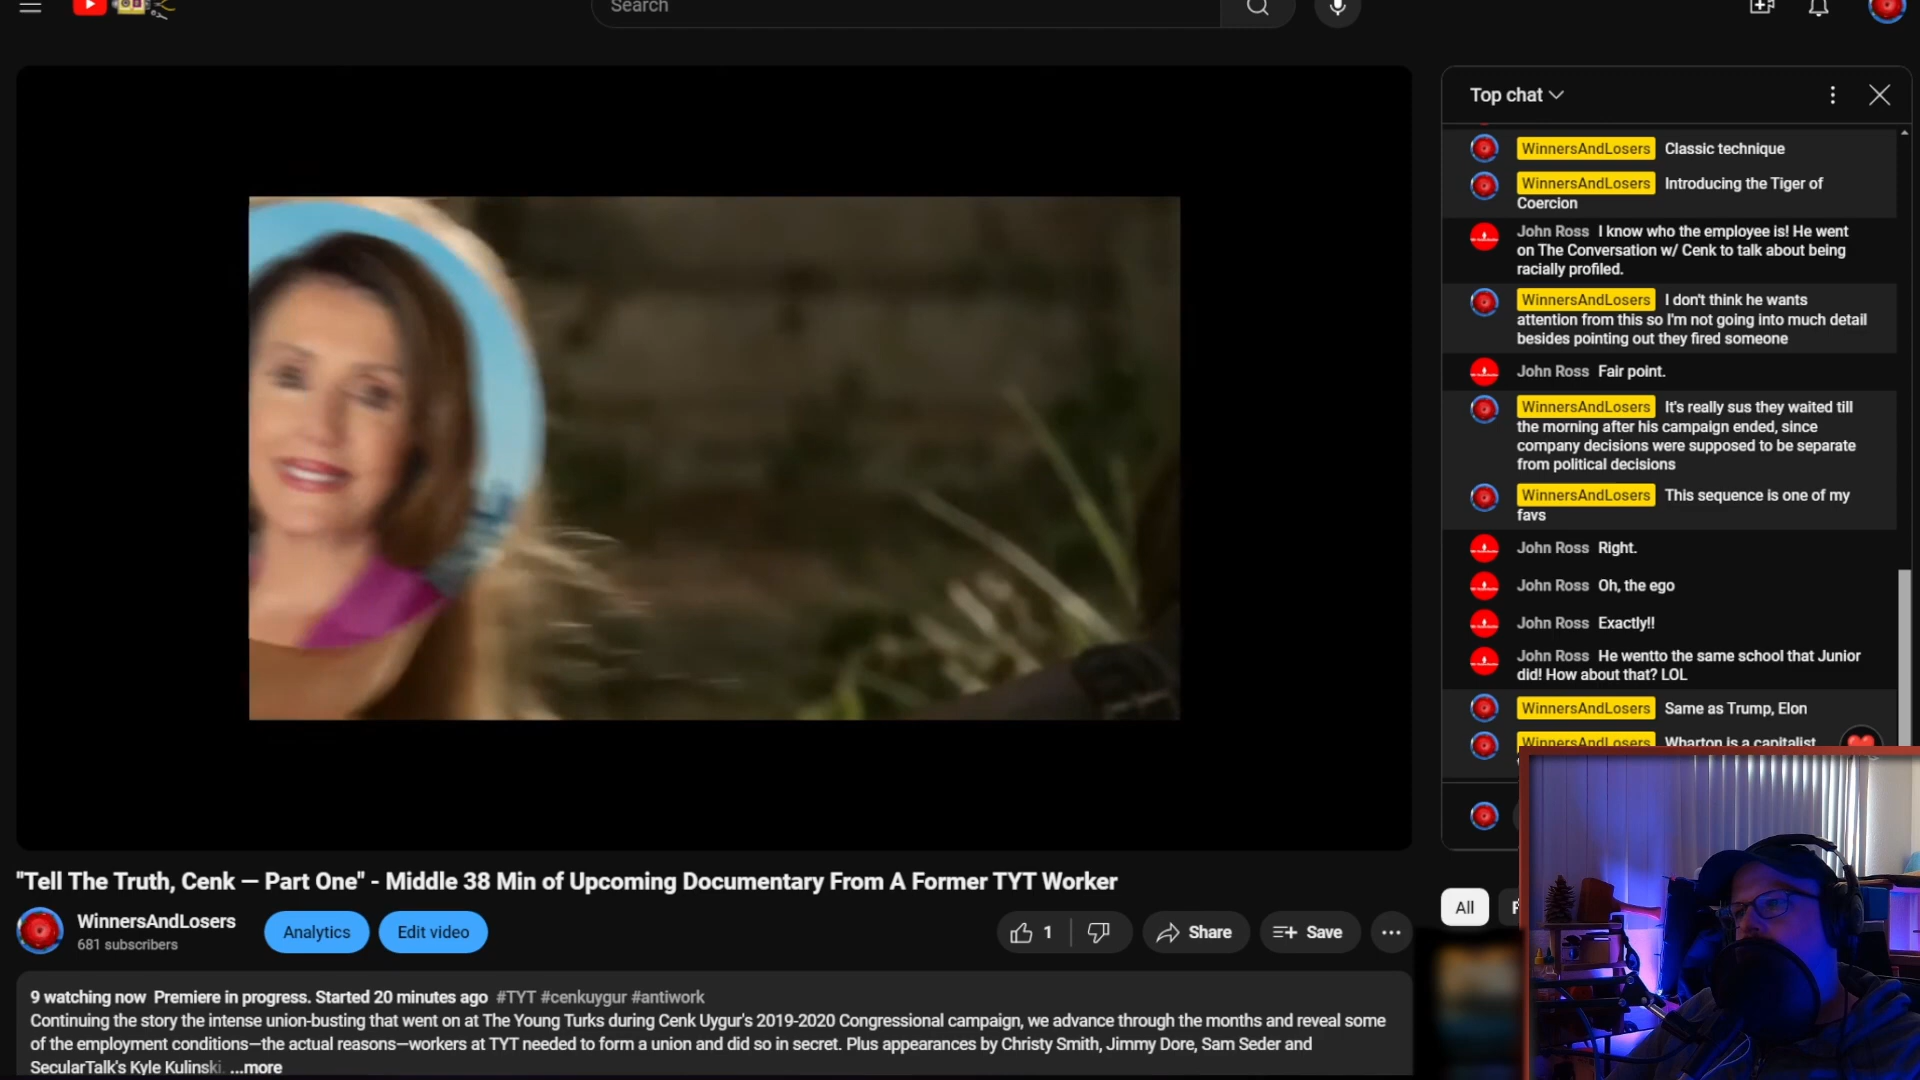 Search
Top chat
WinnersAndLosers Classic technique
WinnersAndLosers Introducing the Tiger of
Coercion
John Ross I know who the employee is! He went
on The Conversation w/ Cenk to talk about being
racially profiled.
WinnersAndLosers I don't think he wants
attention from this so I'm not going into much detail
besides pointing out they fired someone
John Ross Fair point.
WinnersAndLosers It's really sus they waited till
the morning after his campaign ended, since
company decisions were supposed to be separate
from political decisions
WinnersAndLosers This sequence is one of my
favs
John Ross Right.
John Ross Oh, the ego
John Ross Exactly!!
John Ross He wentto the same school that Junior
did! How about that? LOL
WinnersAndLosers Same as Trump, Elon
WinnersAndLosers Wharton is a capitalist
"Tell The Truth, Cenk — Part One" - Middle 38 Min of Upcoming Documentary From A Former TYT Worker
WinnersAndLosers
681 subscribers
Analytics
Edit video
1
Share
Save
All
9 watching now Premiere in progress. Started 20 minutes ago #TYT #cenkuygur #antiwork
Continuing the story the intense union-busting that went on at The Young Turks during Cenk Uygur's 2019-2020 Congressional campaign, we advance through the months and reveal some
of the employment conditions—the actual reasons—workers at TYT needed to form a union and did so in secret. Plus appearances by Christy Smith, Jimmy Dore, Sam Seder and
SecularTalk's Kyle Kulinski. ...more